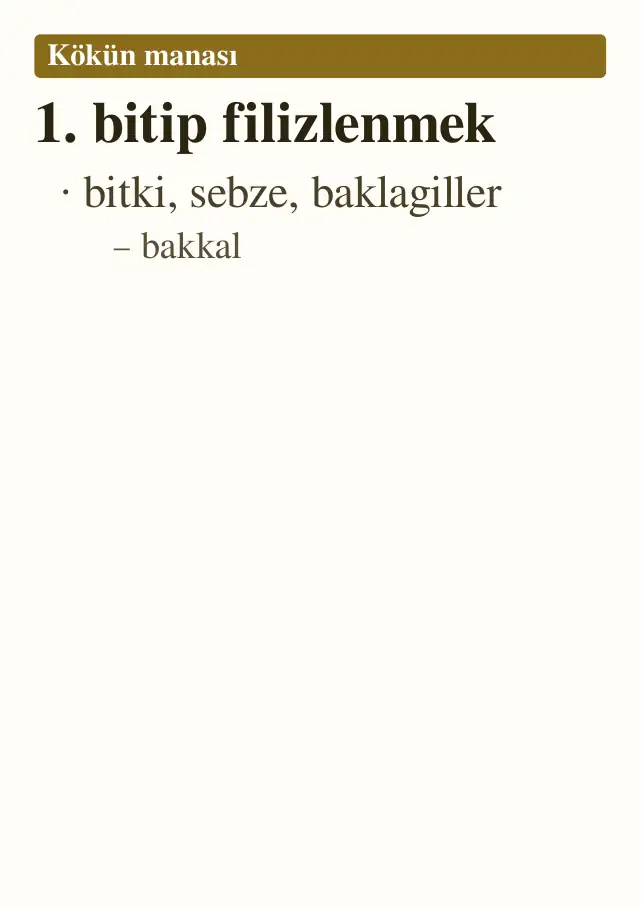 Kökün manası
1. bitip filizlenmek
· bitki, sebze, baklagiller
– bakkal